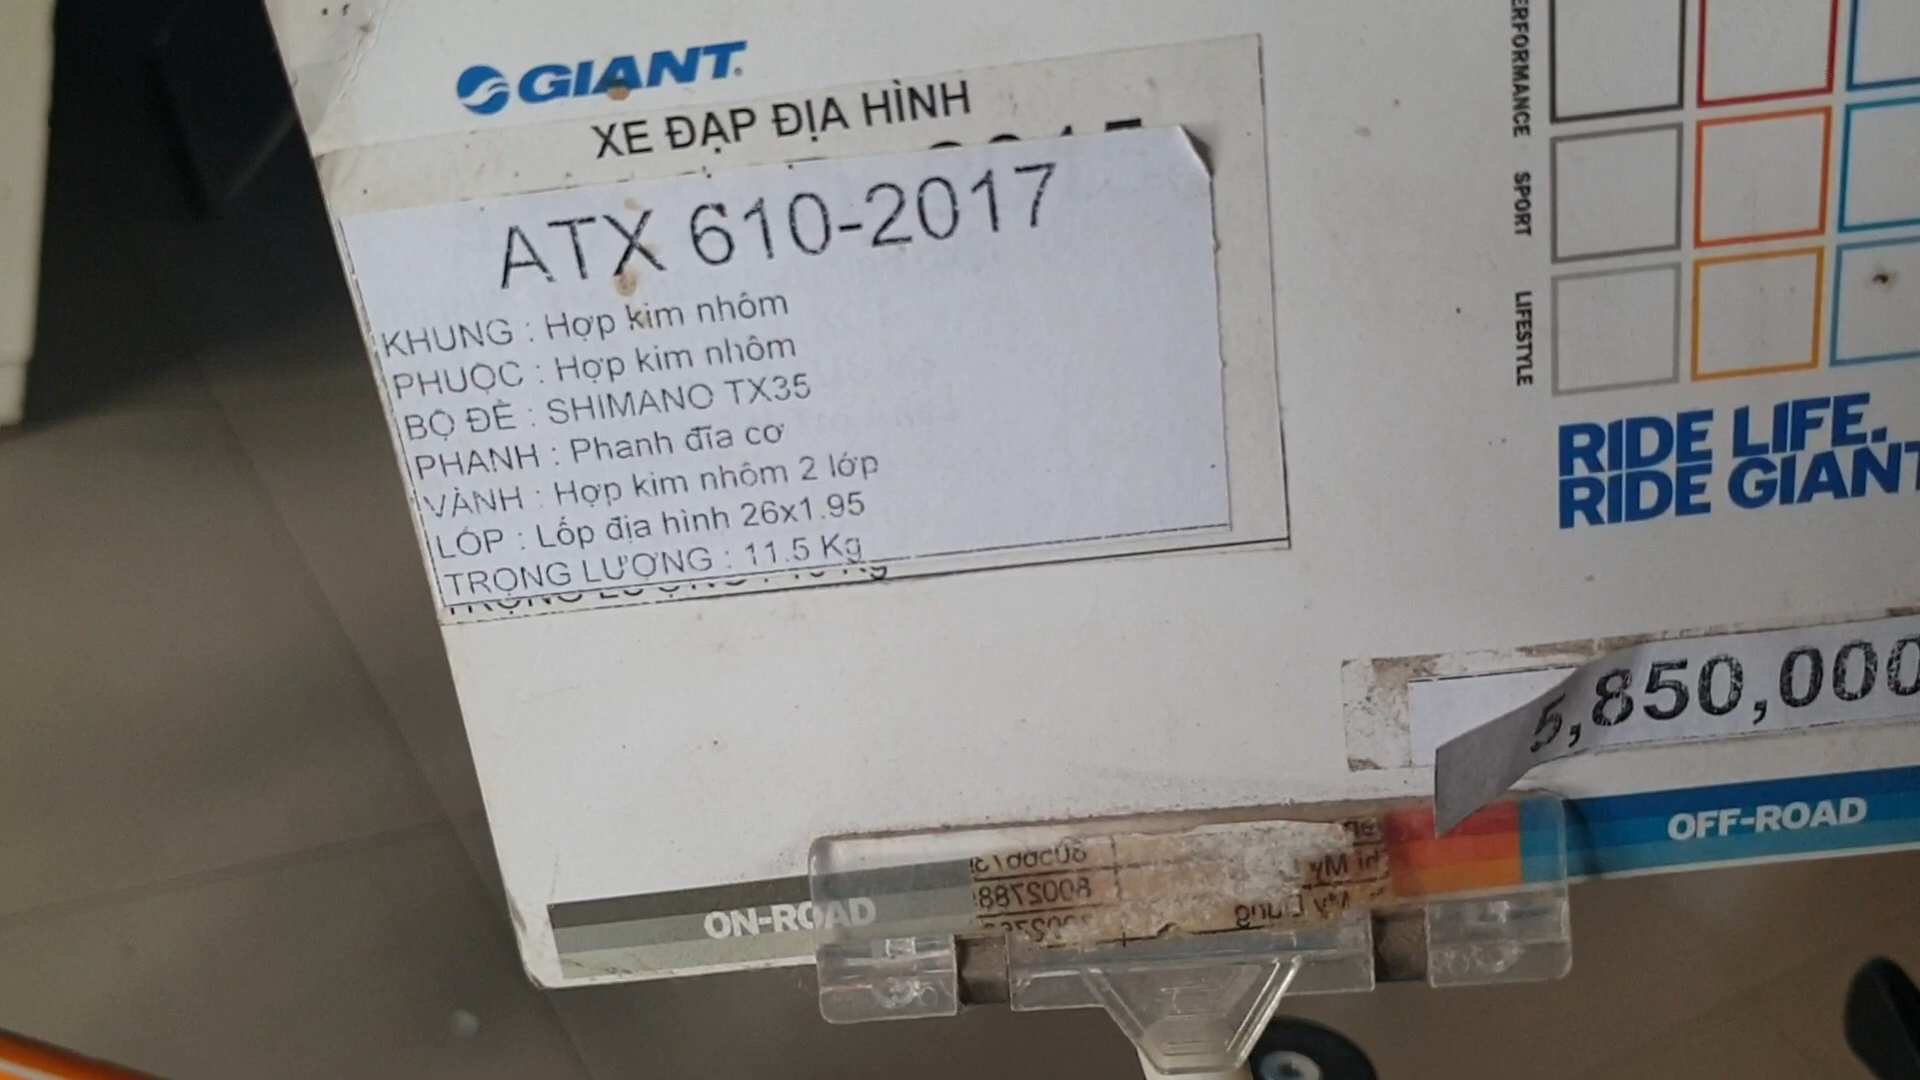 GIANT
XE ĐẠP ĐỊA HÌNH
ATX 610-2017
KHUNG : Hợp kim nhôm
PHUỘC : Hợp kim nhôm
BỘ ĐỀ : SHIMANO TX35
PHANH : Phanh đĩa cơ
VÀNH : Hợp kim nhôm 2 lớp
LỐP : Lốp địa hình 26x1.95
TRỌNG LƯỢNG : 11.5 Kg
SPORT
LIFESTYLE
RIDE LIFE.
RIDE GIANT
5,850,000
OFF-ROAD
ON-ROAD